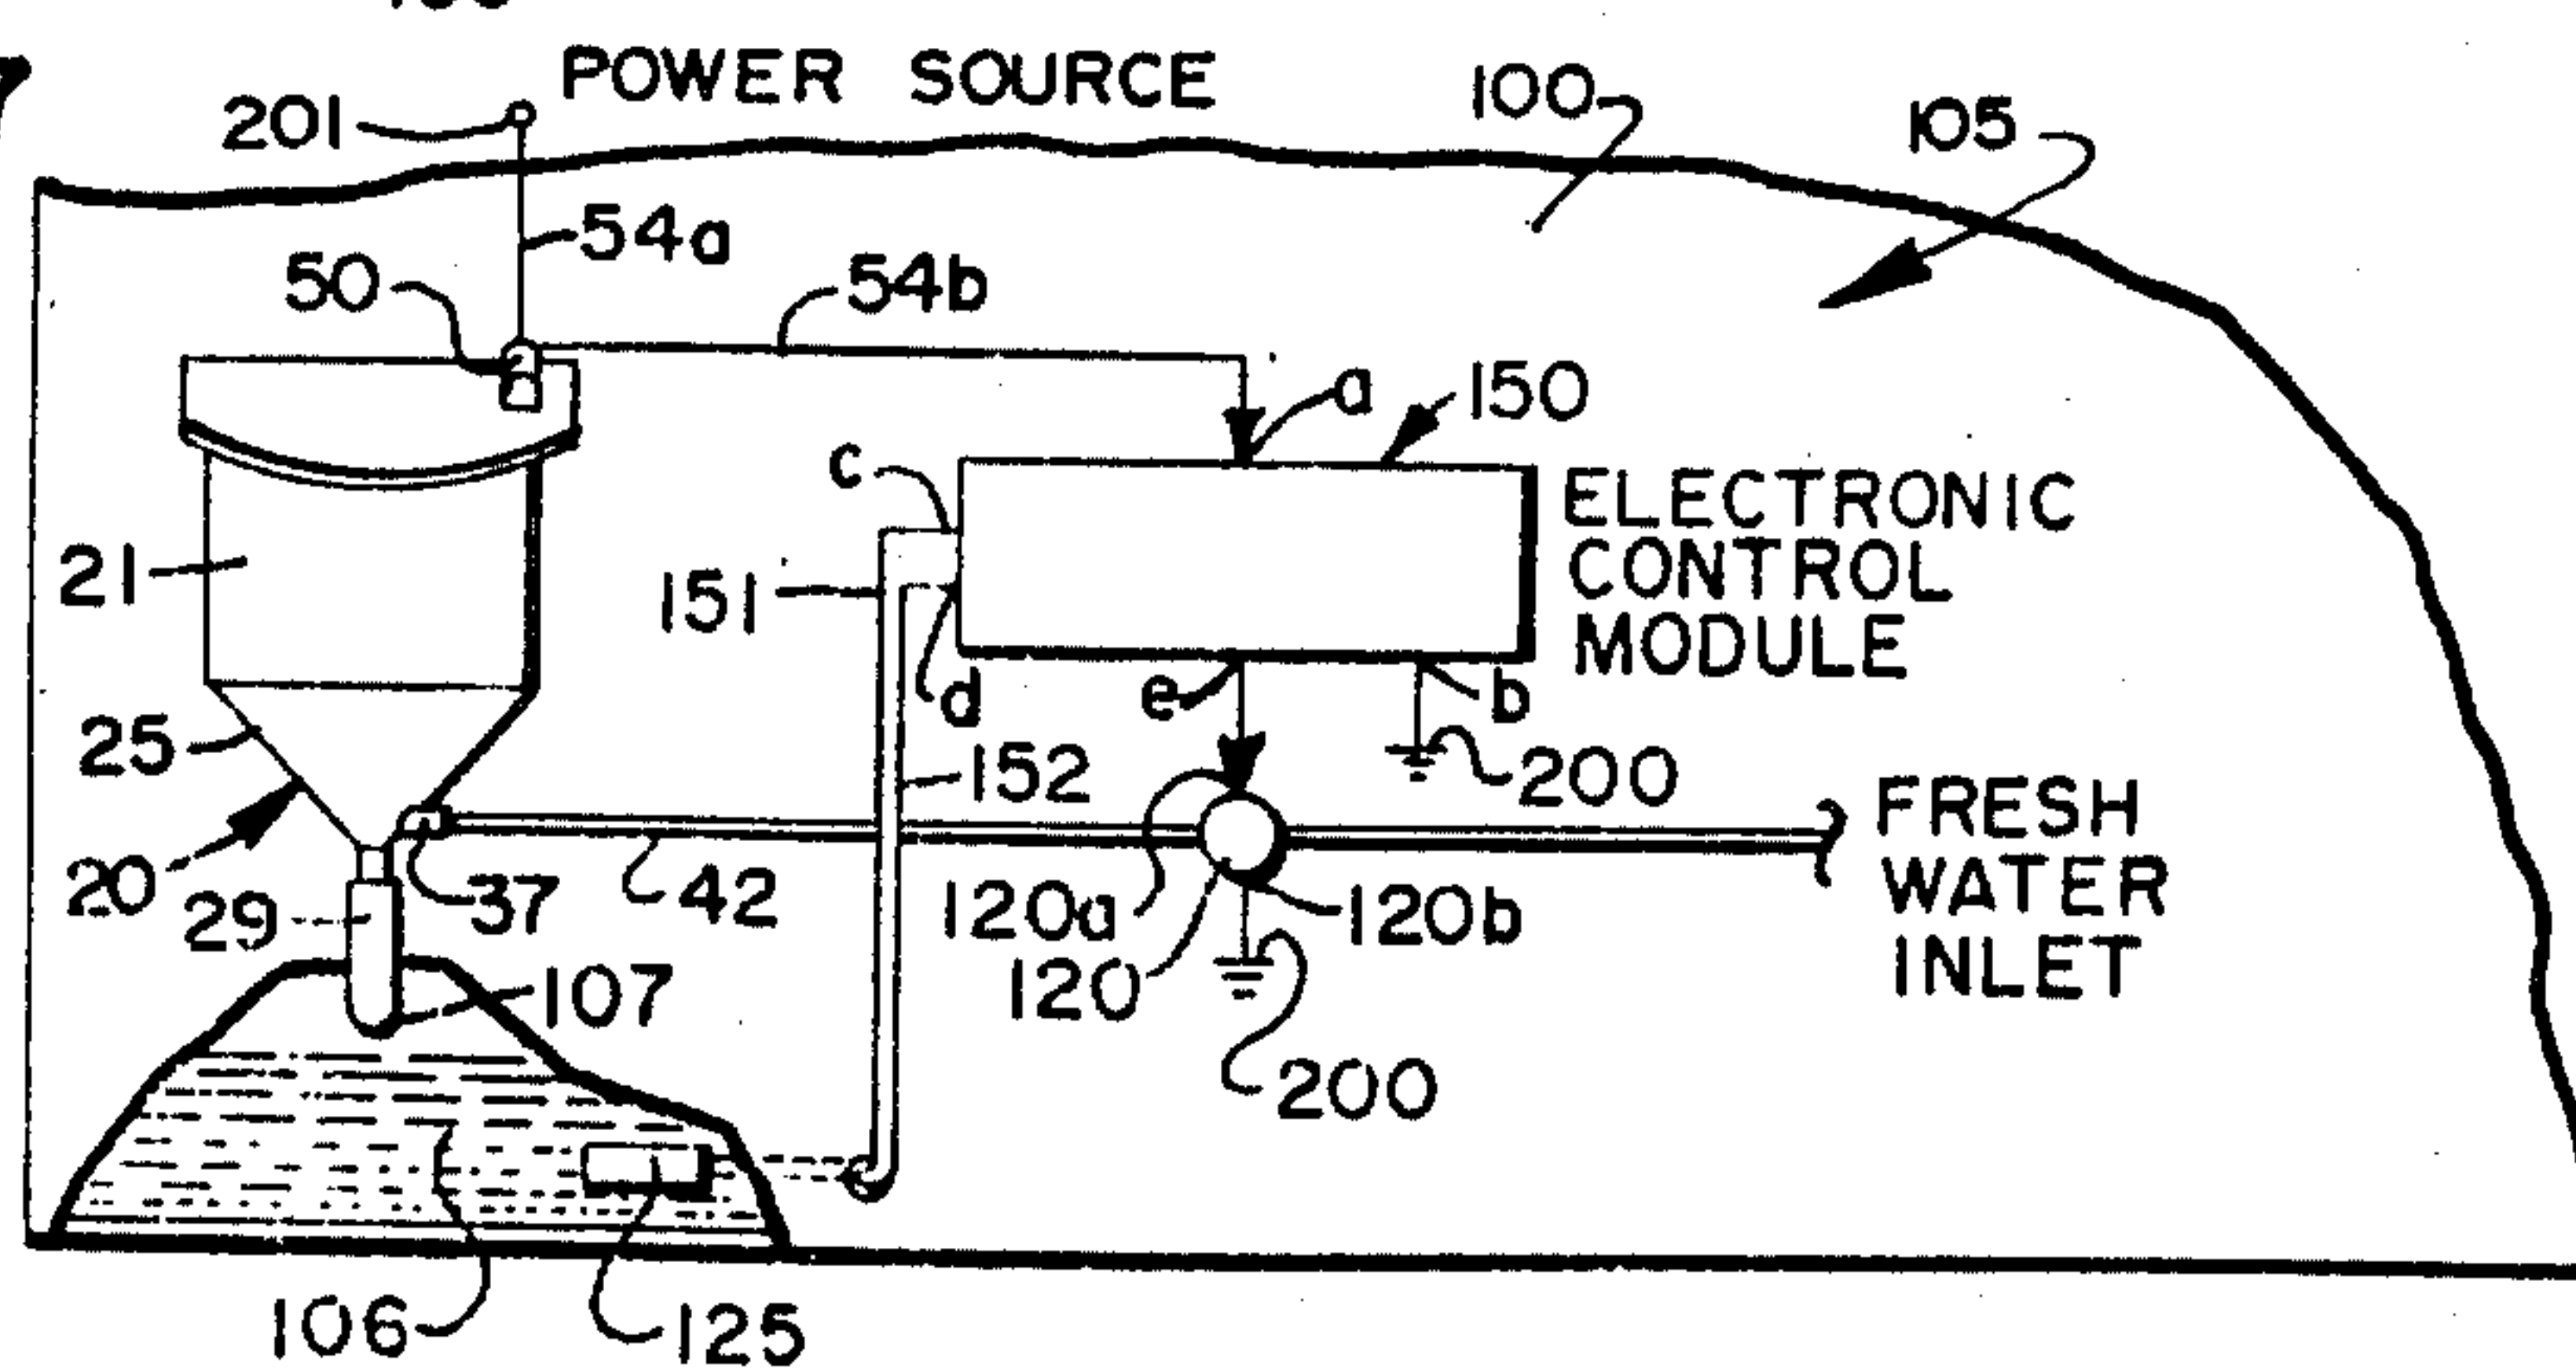 POWER SOURCE
201
100
105
54a
50
54b
a
150
c
ELECTRONIC
CONTROL
MODULE
21
151
d
e
b
25
152
200
FRESH
WATER
INLET
20
29
37
42
120a
120b
120
107
200
106
125